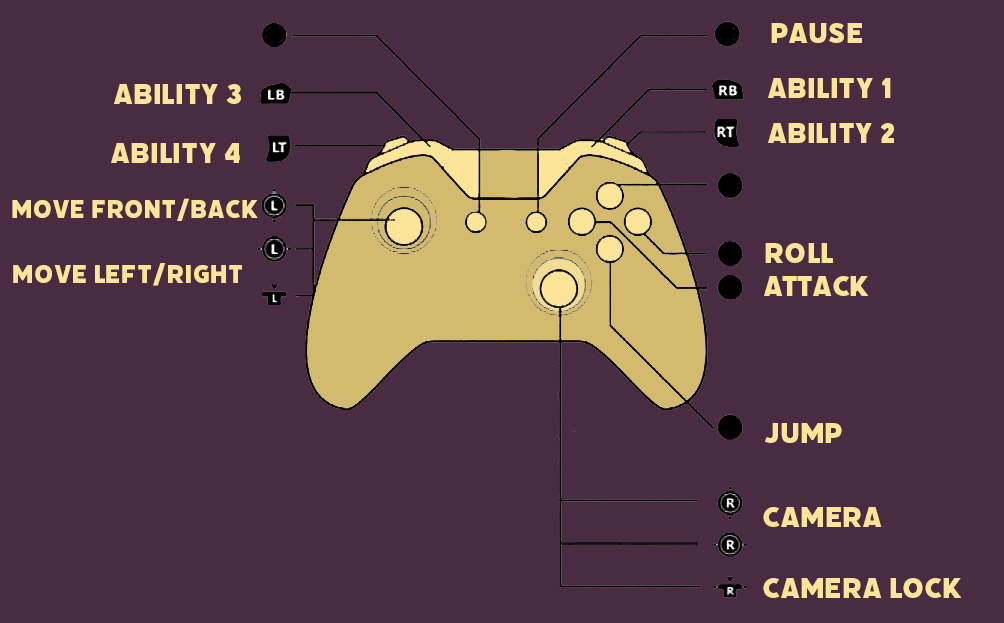 PAUSE
ABILITY 3
LB
RB
ABILITY 1
ABILITY 4
LT
RT
ABILITY 2
MOVE FRONT/BACK
L
L
MOVE LEFT/RIGHT
L
ROLL
ATTACK
JUMP
R
CAMERA
R
R
CAMERA LOCK